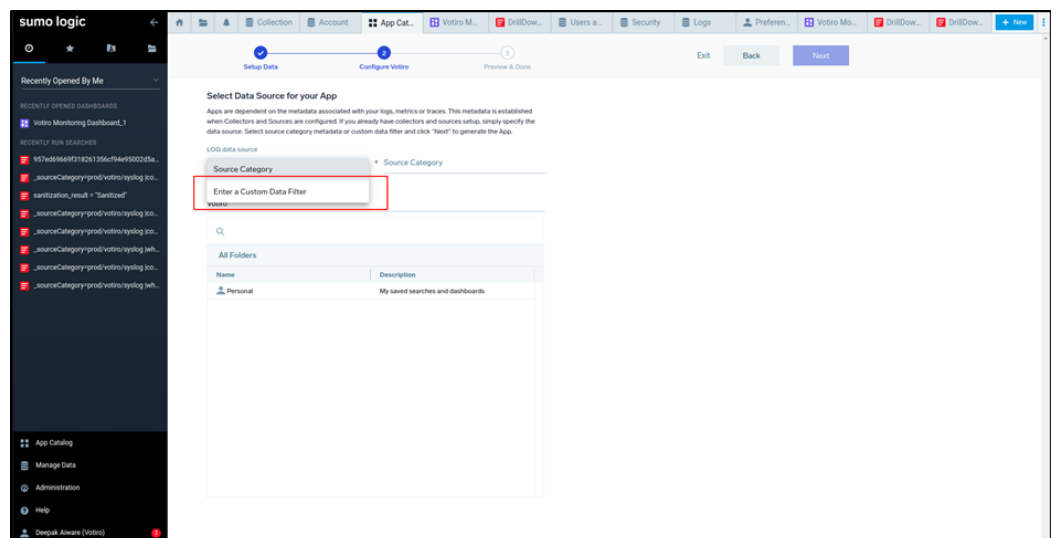 sumo logic
Collection
Account
App Cat...
Votiro M...
DrillDow...
Users a...
Security
Logs
Preferen...
Votiro Mo...
DrillDow...
DrillDow...
+ New
Recently Opened By Me
RECENTLY OPENED DASHBOARDS
Votiro Monitoring Dashboard_1
RECENTLY RUN SEARCHES
957ed69669f318261356cf94e95002d5a...
_sourceCategory=prod/votiro/syslog |co...
sanitization_result = "Sanitized"
_sourceCategory=prod/votiro/syslog |co...
_sourceCategory=prod/votiro/syslog |co...
_sourceCategory=prod/votiro/syslog |wh...
_sourceCategory=prod/votiro/syslog |co...
_sourceCategory=prod/votiro/syslog |wh...
App Catalog
Manage Data
Administration
Help
Deepak Aiware (Votiro)
3
Setup Data
2
Configure Votiro
3
Preview & Done
Exit
Back
Next
Select Data Source for your App
Apps are dependent on the metadata associated with your logs, metrics or traces. This metadata is established
when Collectors and Sources are configured. If you already have collectors and sources setup, simply specify the
data source. Select source category metadata or custom data filter and click "Next" to generate the App.
LOG data source
Source Category
= Source Category
Enter a Custom Data Filter
Votiro
All Folders
Name
Description
Personal
My saved searches and dashboards